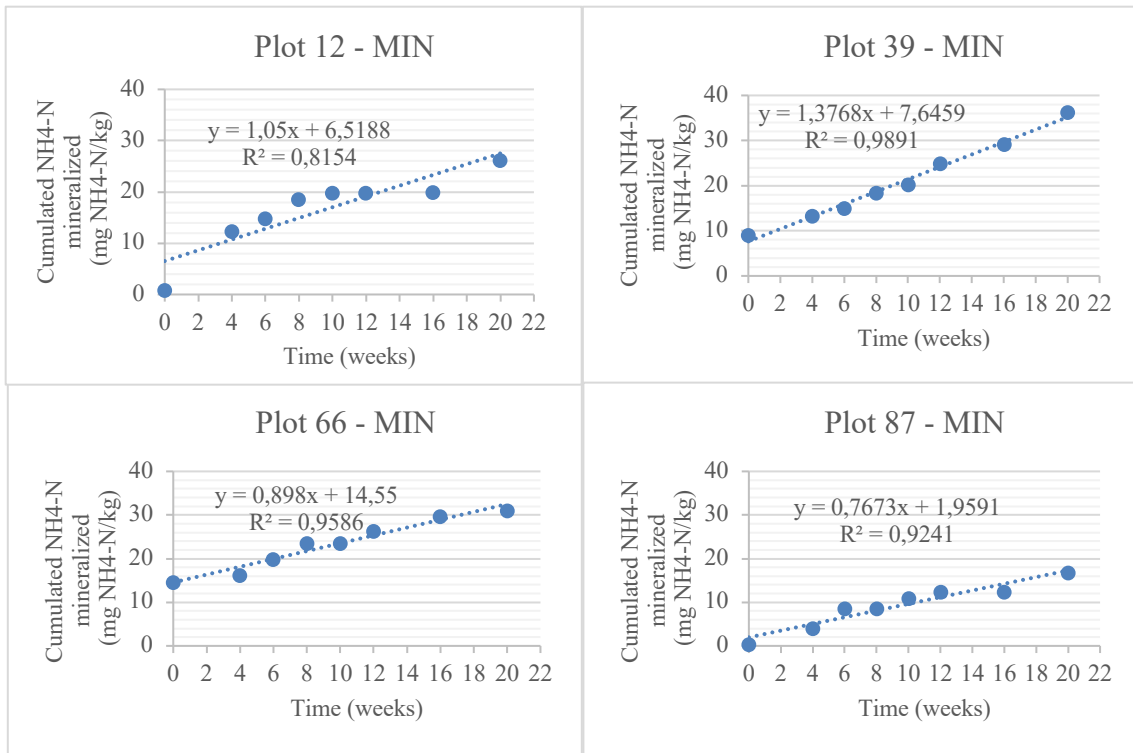 Plot 12 - MIN
Cumulated NH4-N
mineralized
(mg NH4-N/kg)
40
30
20
10
0
y = 1,05x + 6,5188
R² = 0,8154
0 2 4 6 8 10 12 14 16 18 20 22
Time (weeks)
Plot 39 - MIN
Cumulated NH4-N
mineralized
(mg NH4-N/kg)
40
30
20
10
0
y = 1,3768x + 7,6459
R² = 0,9891
0 2 4 6 8 10 12 14 16 18 20 22
Time (weeks)
Plot 66 - MIN
Cumulated NH4-N
mineralized
(mg NH4-N/kg)
40
30
20
10
0
y = 0,898x + 14,55
R² = 0,9586
0 2 4 6 8 10 12 14 16 18 20 22
Time (weeks)
Plot 87 - MIN
Cumulated NH4-N
mineralized
(mg NH4-N/kg)
40
30
20
10
0
y = 0,7673x + 1,9591
R² = 0,9241
0 2 4 6 8 10 12 14 16 18 20 22
Time (weeks)